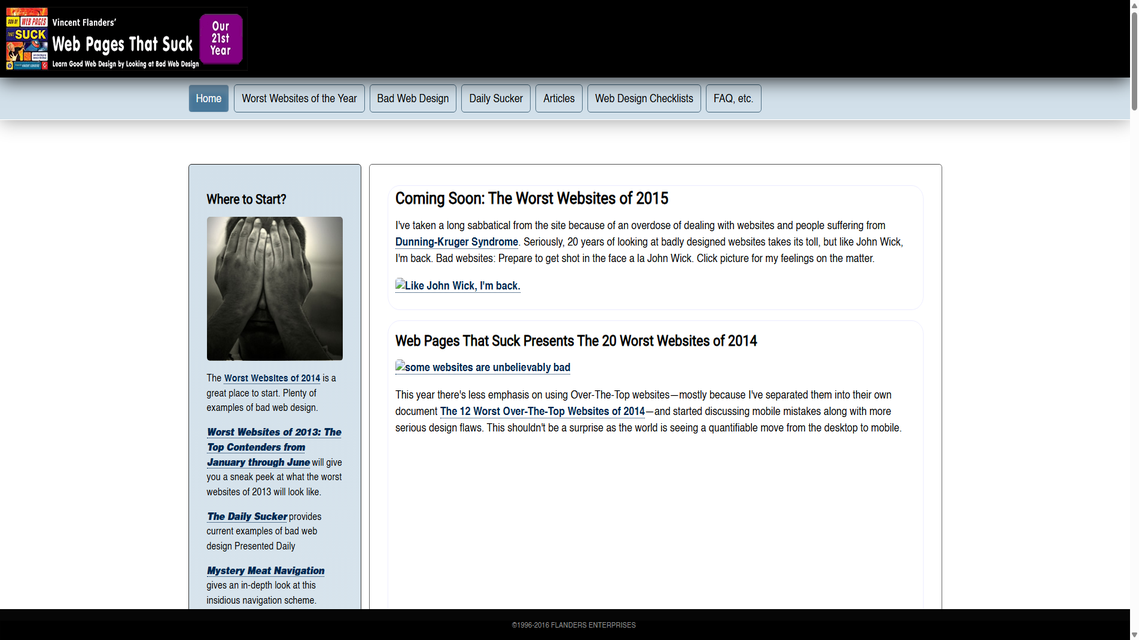 SON OF WEB PAGES
THAT SUCK
Vincent Flanders'
Web Pages That Suck
Learn Good Web Design by Looking at Bad Web Design
Our
21st
Year
Home
Worst Websites of the Year
Bad Web Design
Daily Sucker
Articles
Web Design Checklists
FAQ, etc.
Where to Start?
The Worst Websites of 2014 is a
great place to start. Plenty of
examples of bad web design.
Worst Websites of 2013: The
Top Contenders from
January through June will give
you a sneak peek at what the worst
websites of 2013 will look like.
The Daily Sucker provides
current examples of bad web
design Presented Daily
Mystery Meat Navigation
gives an in-depth look at this
insidious navigation scheme.
Coming Soon: The Worst Websites of 2015
I've taken a long sabbatical from the site because of an overdose of dealing with websites and people suffering from
Dunning-Kruger Syndrome. Seriously, 20 years of looking at badly designed websites takes its toll, but like John Wick,
I'm back. Bad websites: Prepare to get shot in the face a la John Wick. Click picture for my feelings on the matter.
Like John Wick, I'm back.
Web Pages That Suck Presents The 20 Worst Websites of 2014
some websites are unbelievably bad
This year there's less emphasis on using Over-The-Top websites—mostly because I've separated them into their own
document The 12 Worst Over-The-Top Websites of 2014—and started discussing mobile mistakes along with more
serious design flaws. This shouldn't be a surprise as the world is seeing a quantifiable move from the desktop to mobile.
©1996-2016 FLANDERS ENTERPRISES